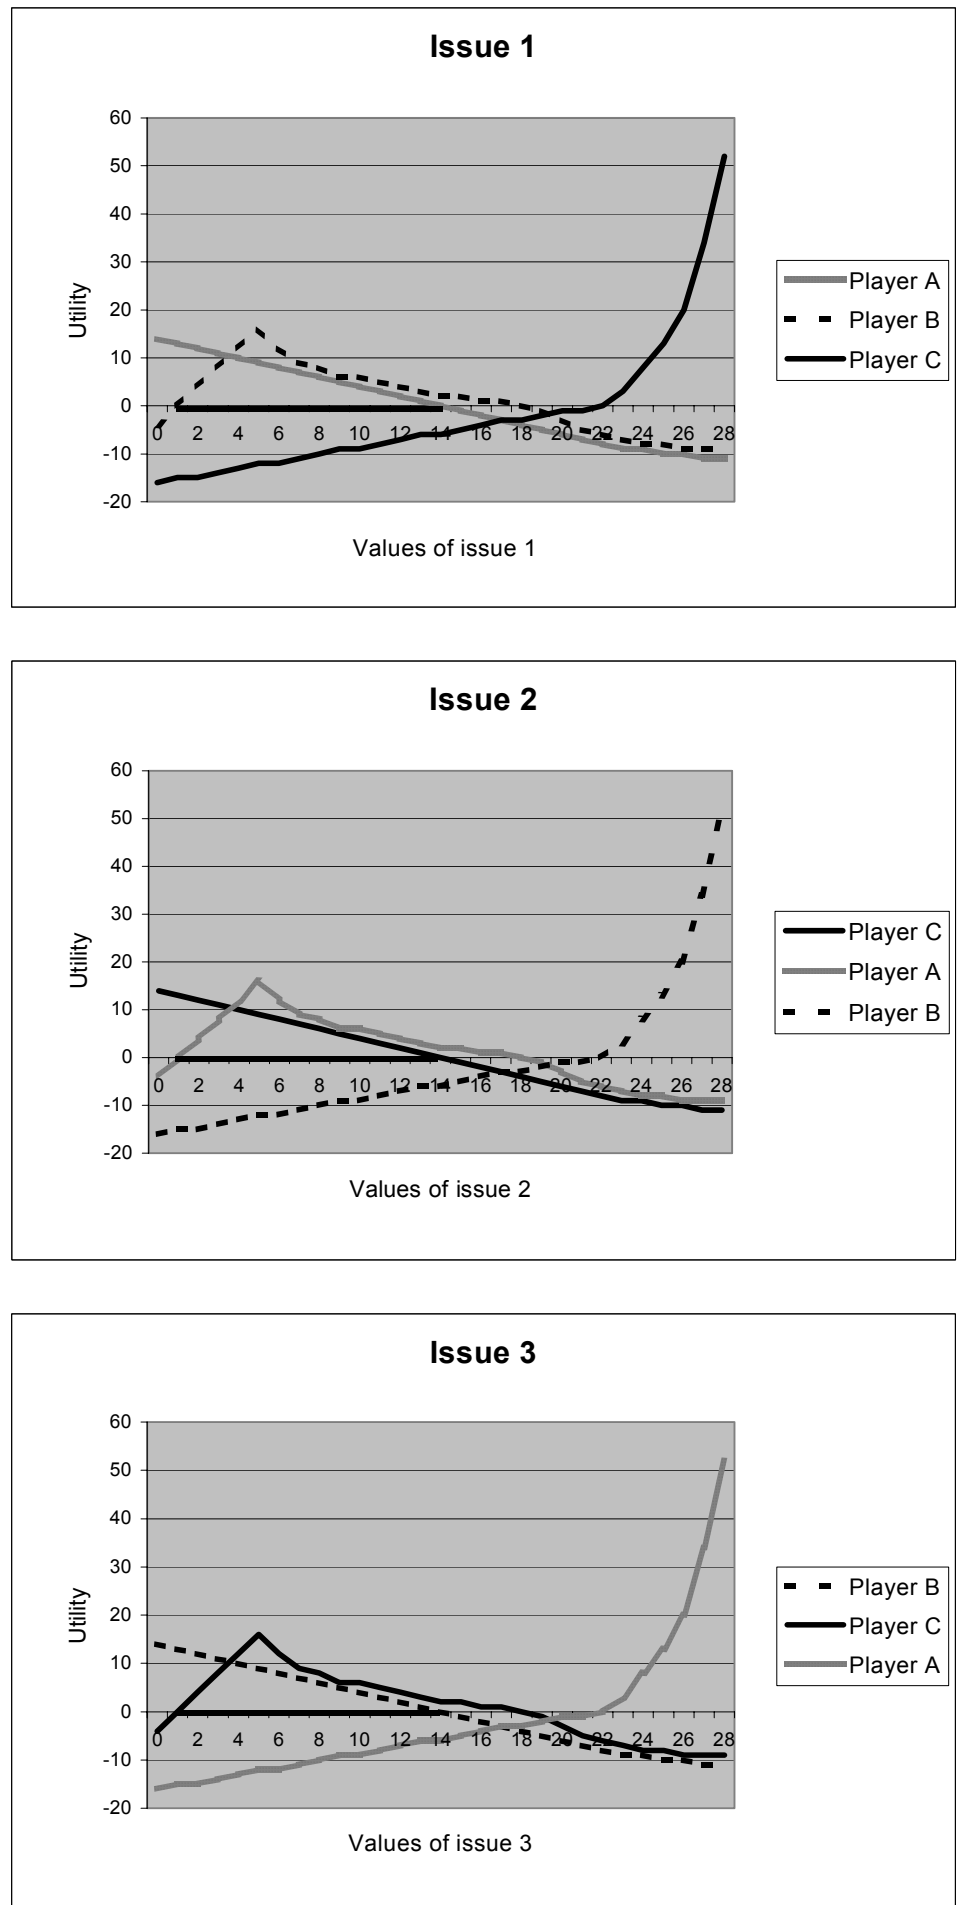 Issue 1
60
50
40
30
20
10
0
-10
-20
0 2 4 6 8 10 12 14 16 18 20 22 24 26 28
Utility
Values of issue 1
Player A
Player B
Player C
Issue 2
60
50
40
30
20
10
0
-10
-20
0 2 4 6 8 10 12 14 16 18 20 22 24 26 28
Utility
Values of issue 2
Player C
Player A
Player B
Issue 3
60
50
40
30
20
10
0
-10
-20
0 2 4 6 8 10 12 14 16 18 20 22 24 26 28
Utility
Values of issue 3
Player B
Player C
Player A